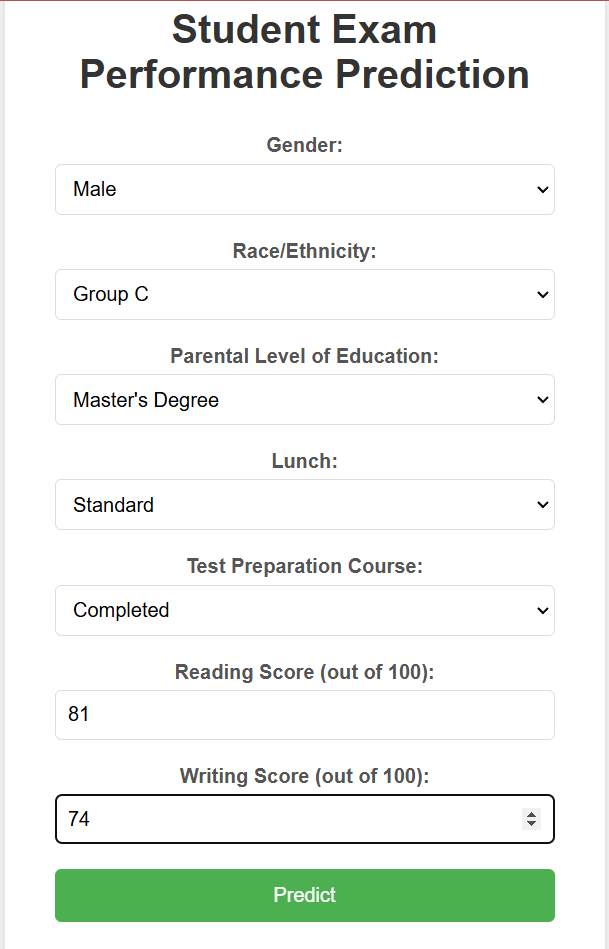 Student Exam
Performance Prediction
Gender:
Male
Race/Ethnicity:
Group C
Parental Level of Education:
Master's Degree
Lunch:
Standard
Test Preparation Course:
Completed
Reading Score (out of 100):
81
Writing Score (out of 100):
74
Predict